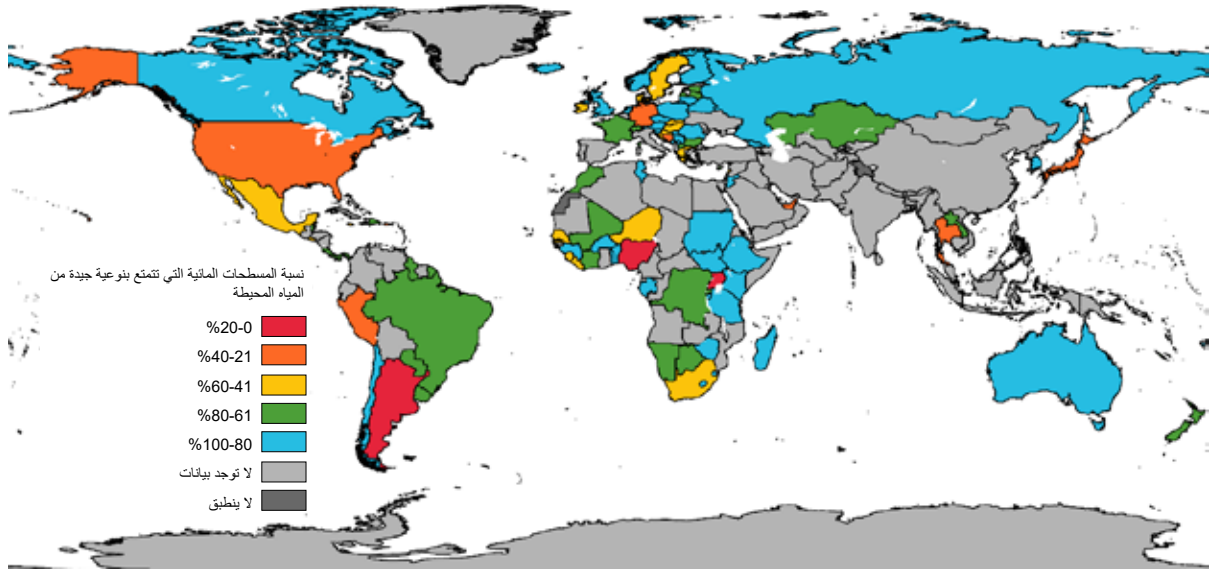 نسبة المسطحات المائية التي تتمتع بنوعية جيدة من
المياه المحيطة
%20-0
%40-21
%60-41
%80-61
%100-80
لا توجد بيانات
لا ينطبق